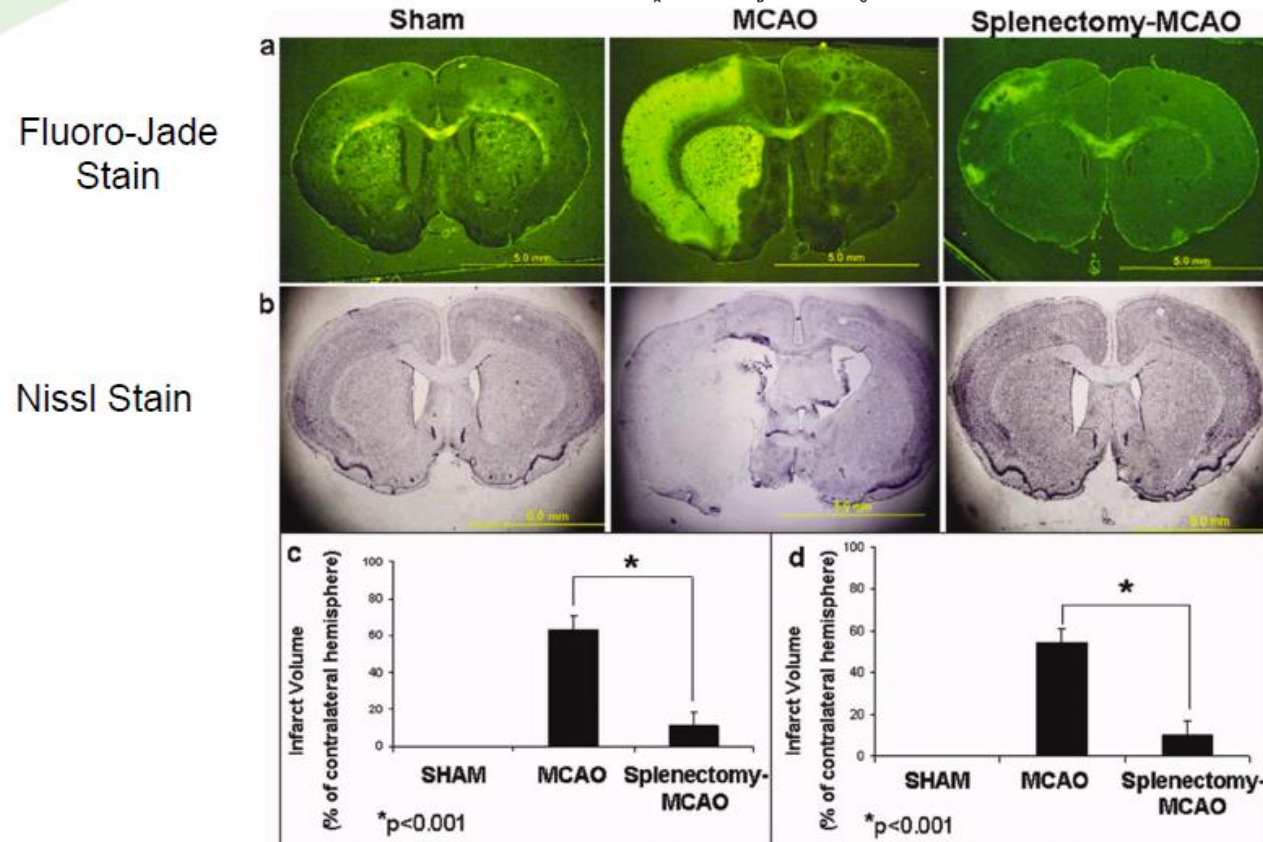 Sham
MCAO
Splenectomy-MCAO
a
Fluoro-Jade
Stain
5.0 mm
5.0 mm
5.0 mm
b
Nissl Stain
5.0 mm
5.0 mm
5.0 mm
c
Infarct Volume
(% of contralateral hemisphere)
100
80
60
40
20
0
*
SHAM
MCAO
Splenectomy-
MCAO
*p<0.001
d
Infarct Volume
(% of contralateral hemisphere)
100
80
60
40
20
0
*
SHAM
MCAO
Splenectomy-
MCAO
*p<0.001